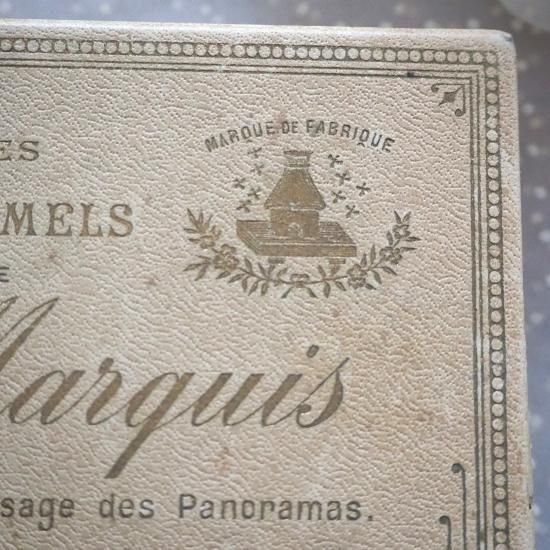 MARQUE DE FABRIQUE
ES
MELS
E
Marquis
sage des Panoramas.